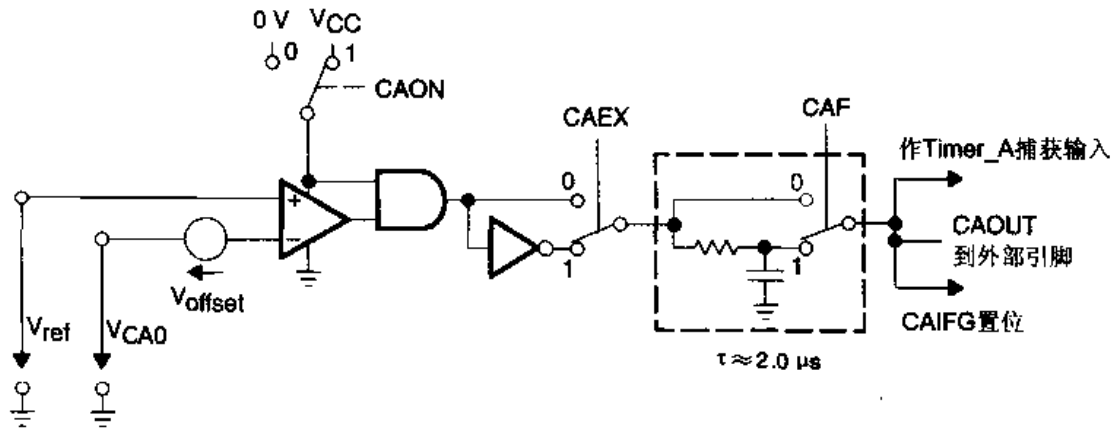 0 V VCC
0 1
CAON
CAEX
CAF
作Timer_A捕获输入
0
0
+
−
CAOUT
到外部引脚
1
1
Voffset
Vref
VCA0
CAIFG置位
τ≈2.0 μs